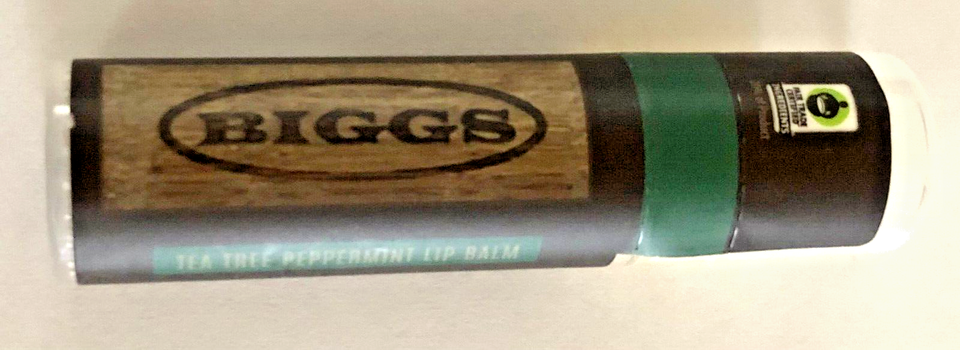 BIGGS
TEA TREE PEPPERMINT LIP BALM
FAIR TRADE
CERTIFIED
INGREDIENTS